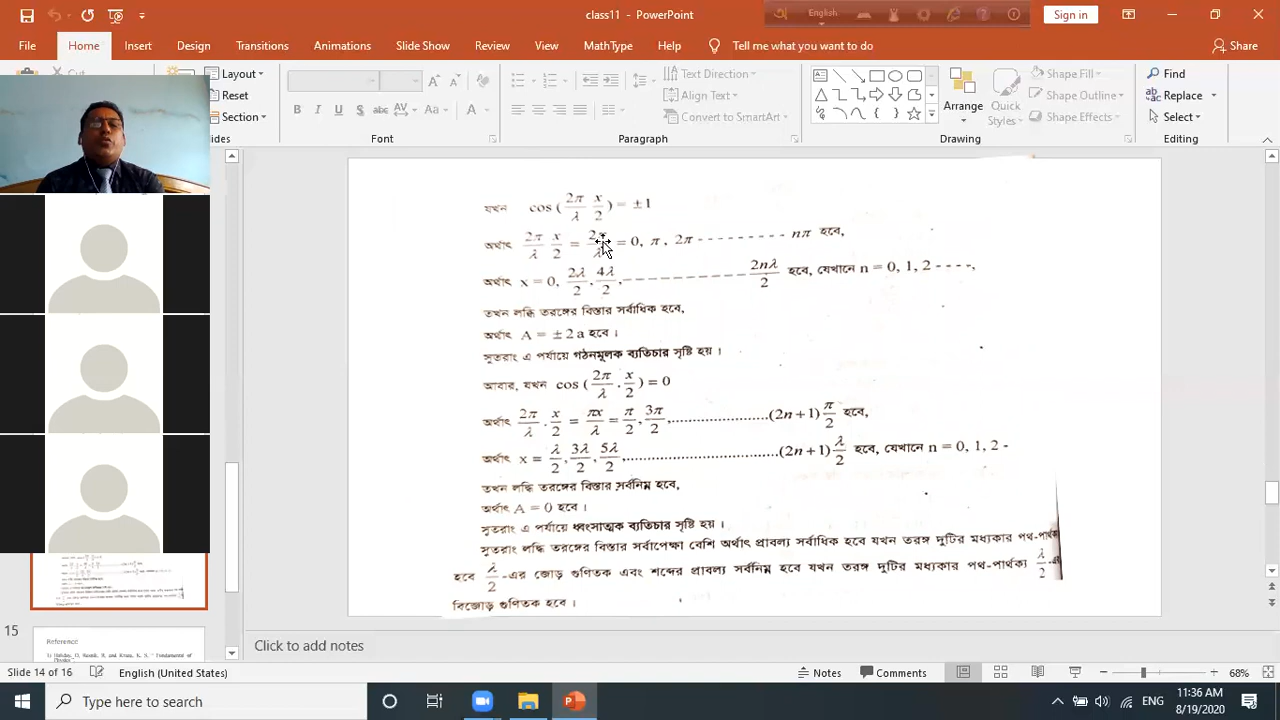 class11 - PowerPoint
English
Sign in
File Home Insert Design Transitions Animations Slide Show Review View MathType Help Tell me what you want to do Share
Cut
Layout
Reset
Section
Text Direction
Align Text
Convert to SmartArt
Arrange
Quick Styles
Shape Fill
Shape Outline
Shape Effects
Find
Replace
Select
Font Paragraph Drawing Editing
যখন cos (2π/λ x/2) = ±1
অর্থাৎ 2π/λ x/2 = = 0, π, 2π - - - - - - - - - nπ হবে,
অর্থাৎ x = 0, 2λ/2, 4λ/2, - - - - - - - - - - - 2nλ/2 হবে, যেখানে n = 0, 1, 2 - - - -,
তখন লব্ধি তরঙ্গের বিস্তার সর্বাধিক হবে,
অর্থাৎ A = ± 2a হবে।
সুতরাং এ পর্যায়ে গঠনমূলক ব্যতিচার সৃষ্টি হয়।
আবার, যখন cos (2π/λ . x/2) = 0
অর্থাৎ 2π/λ . x/2 = πx/λ = π/2, 3π/2, ........................(2n+1) π/2 হবে,
অর্থাৎ x = λ/2, 3λ/2, 5λ/2, ........................(2n+1) λ/2 হবে, যেখানে n = 0, 1, 2 -
তখন লব্ধি তরঙ্গের বিস্তার সর্বনিম্ন হবে,
অর্থাৎ A = 0 হবে।
সুতরাং এ পর্যায়ে ধ্বংসাত্মক ব্যতিচার সৃষ্টি হয়।
সুতরাং লব্ধি তরঙ্গের বিস্তার সর্বাপেক্ষা বেশি অর্থাৎ প্রাবল্য সর্বাধিক হবে যখন তরঙ্গ দুটির মধ্যকার পথ-পার্থক্য
হবে λ/2 -এর জোড় গুণিতক এবং শব্দের প্রাবল্য সর্বনিম্ন হবে যখন তরঙ্গ দুটির মধ্যকার পথ-পার্থক্য λ/2
বিজোড় গুণিতক হবে।
15
Reference
Click to add notes
Slide 14 of 16 English (United States) Notes Comments 68%
Type here to search
ENG
11:36 AM
8/19/2020